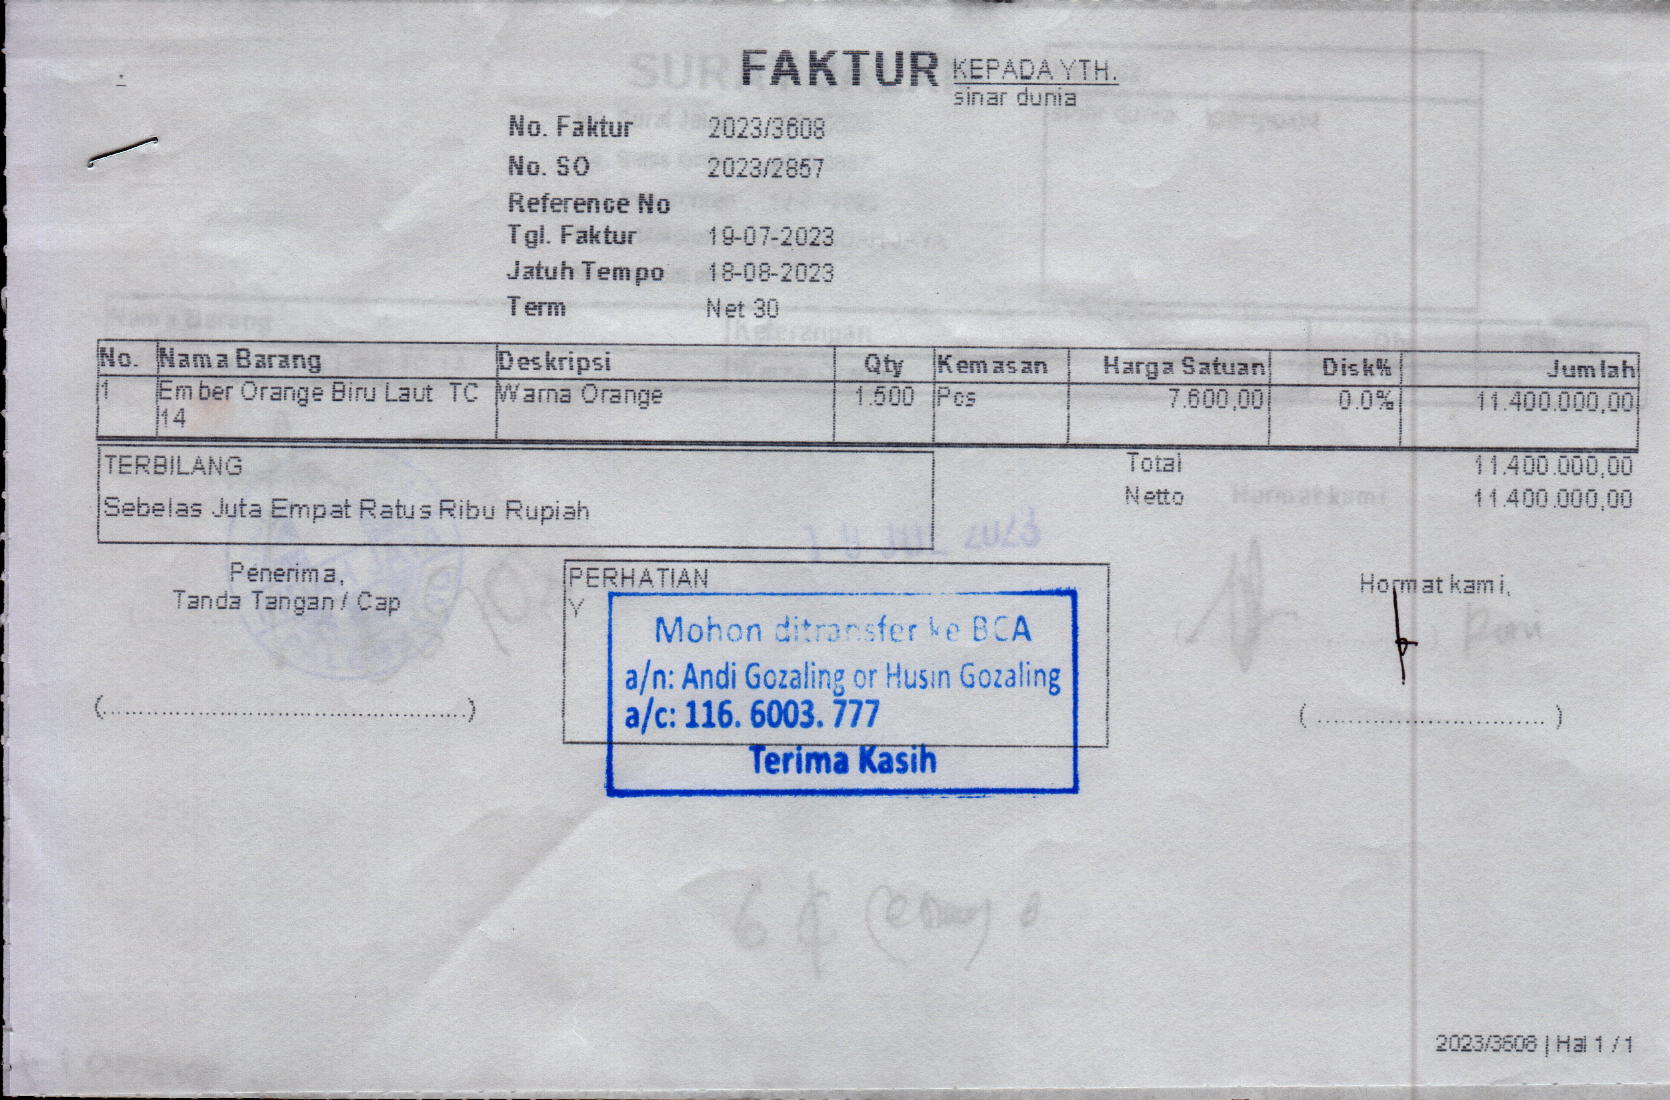 FAKTUR
KEPADA YTH.
sinar dunia
No. Faktur 2023/3608
No. SO 2023/2857
Reference No
Tgl. Faktur 19-07-2023
Jatuh Tempo 18-08-2023
Term Net 30
No. Nama Barang Deskripsi Qty Kemasan Harga Satuan Disk% Jumlah
1 Ember Orange Biru Laut TC Warna Orange 1.500 Pcs 7.600,00 0.0% 11.400.000,00
14
TERBILANG
Sebelas Juta Empat Ratus Ribu Rupiah
Total 11.400.000,00
Netto 11.400.000,00
Penerima,
Tanda Tangan / Cap
(...........................................)
PERHATIAN
Y
Mohon ditransfer ke BCA
a/n: Andi Gozaling or Husin Gozaling
a/c: 116. 6003. 777
Terima Kasih
Hormat kami,
( ........................... )
2023/3608 | Hal 1 / 1